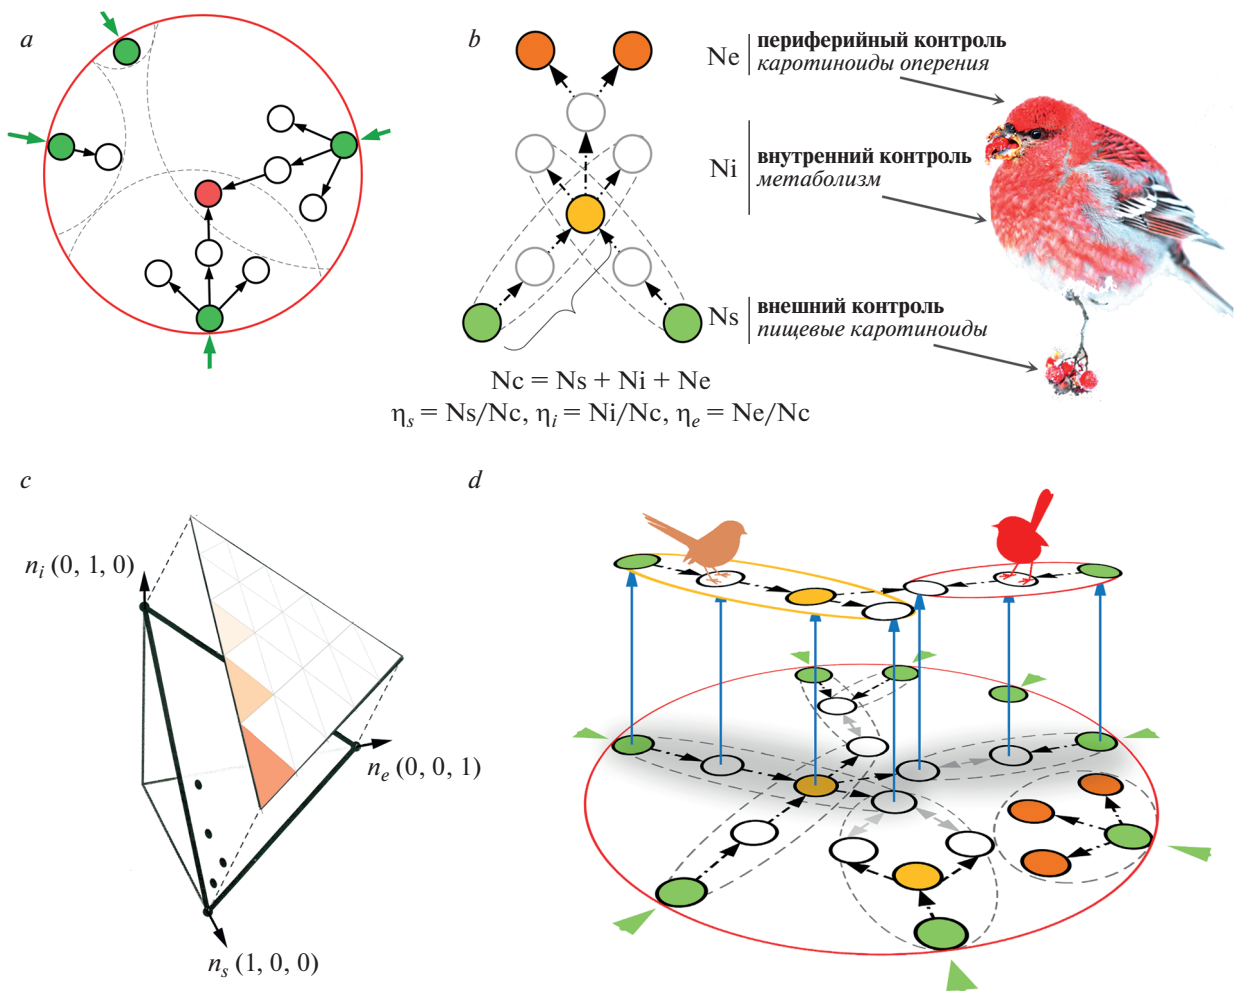 a
b
Ne
периферийный контроль
каротиноиды оперения
Ni
внутренний контроль
метаболизм
Ns
внешний контроль
пищевые каротиноиды
Nc = Ns + Ni + Ne
ηₛ = Ns/Nc, ηᵢ = Ni/Nc, ηₑ = Ne/Nc
c
d
nᵢ (0, 1, 0)
nₑ (0, 0, 1)
nₛ (1, 0, 0)